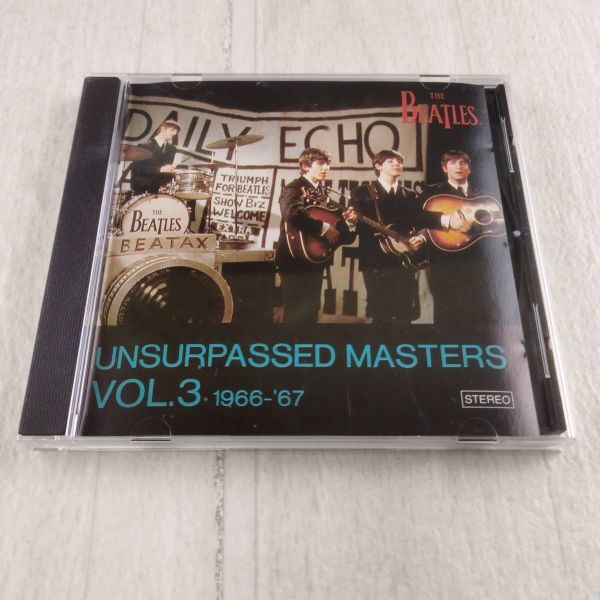 THE
BEATLES
DAILY ECHO
TRIUMPH
FOR BEATLES
SHOW BIZ
WELCOME
EXTRA
THE
BEATLES
BEATAX
UNSURPASSED MASTERS
VOL.3 1966-'67
STEREO